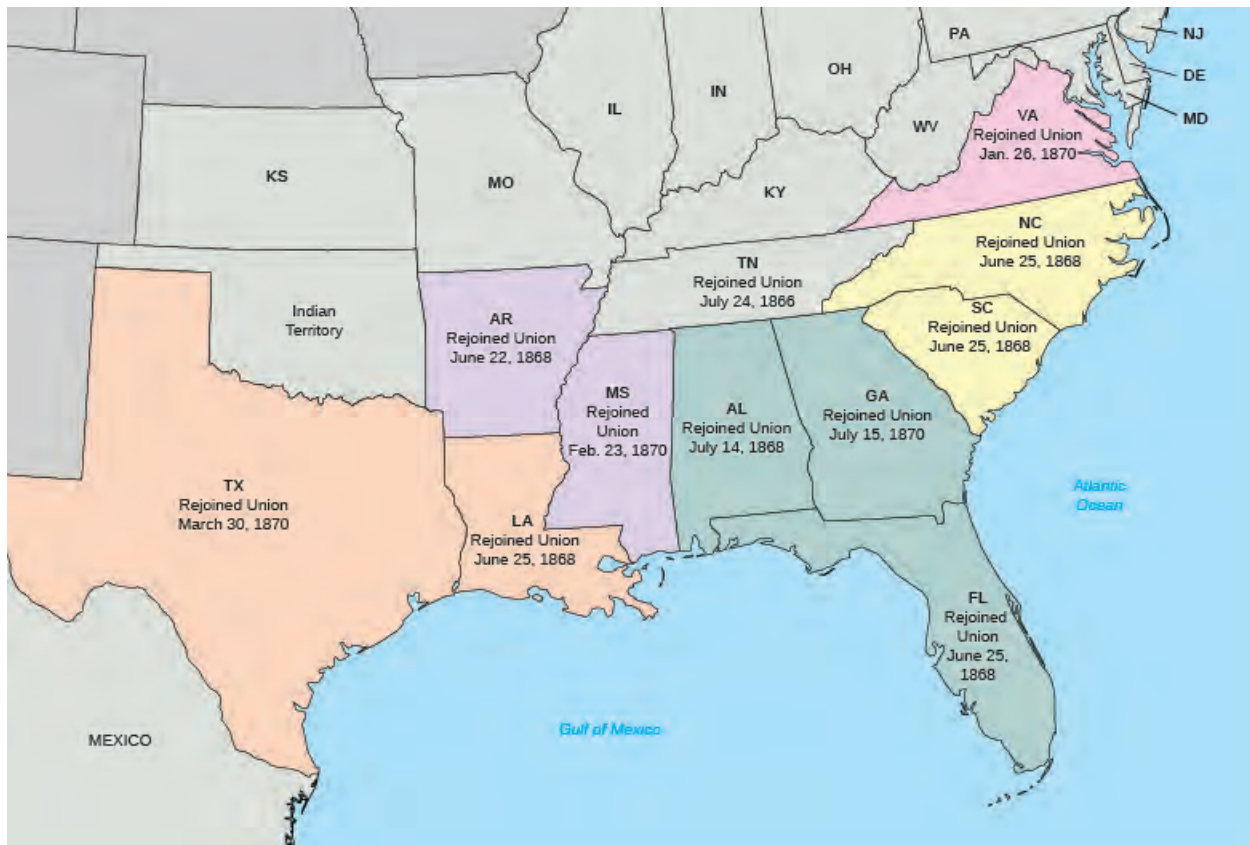 PA
NJ
OH
DE
IN
IL
MD
VA
Rejoined Union
Jan. 26, 1870
WV
KS
MO
KY
NC
Rejoined Union
June 25, 1868
TN
Rejoined Union
July 24, 1866
Indian
Territory
AR
Rejoined Union
June 22, 1868
SC
Rejoined Union
June 25, 1868
MS
Rejoined
Union
Feb. 23, 1870
AL
Rejoined Union
July 14, 1868
GA
Rejoined Union
July 15, 1870
TX
Rejoined Union
March 30, 1870
Atlantic
Ocean
LA
Rejoined Union
June 25, 1868
FL
Rejoined
Union
June 25,
1868
Gulf of Mexico
MEXICO